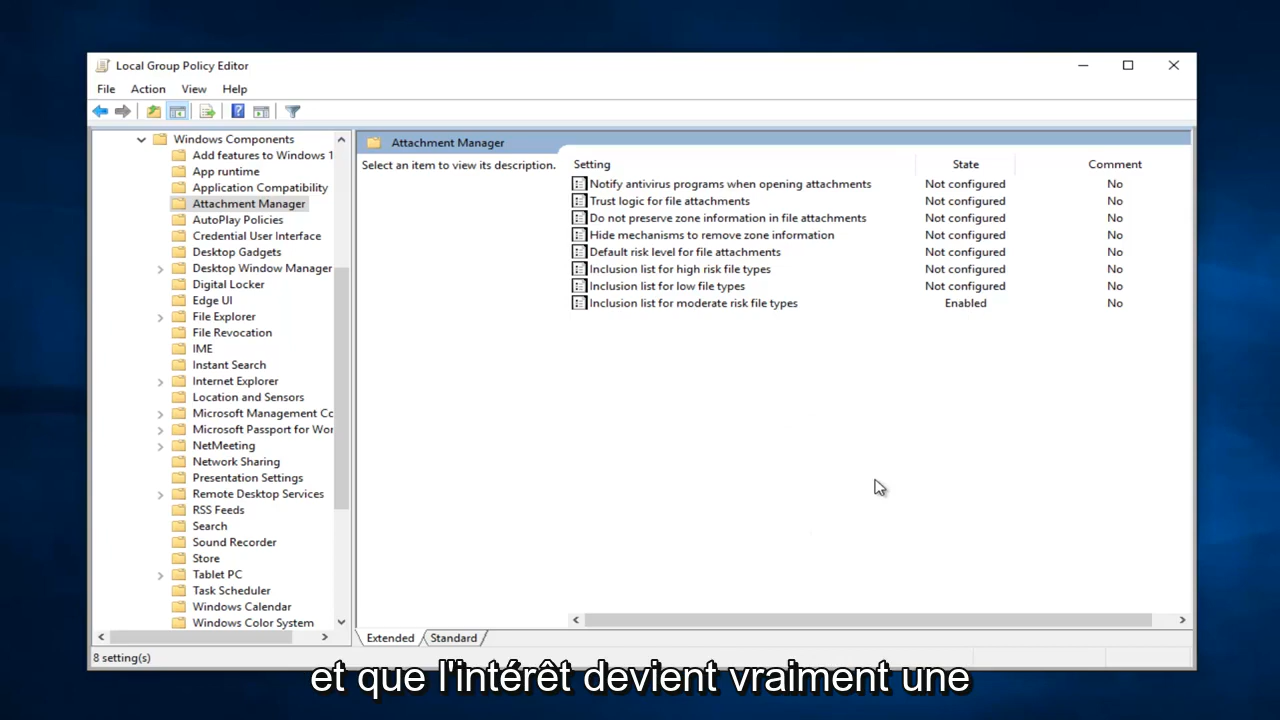 Local Group Policy Editor
File Action View Help
Windows Components
Add features to Windows 1
App runtime
Application Compatibility
Attachment Manager
AutoPlay Policies
Credential User Interface
Desktop Gadgets
Desktop Window Manager
Digital Locker
Edge UI
File Explorer
File Revocation
IME
Instant Search
Internet Explorer
Location and Sensors
Microsoft Management Co
Microsoft Passport for Wor
NetMeeting
Network Sharing
Presentation Settings
Remote Desktop Services
RSS Feeds
Search
Sound Recorder
Store
Tablet PC
Task Scheduler
Windows Calendar
Windows Color System
Attachment Manager
Select an item to view its description.
Setting State Comment
Notify antivirus programs when opening attachments Not configured No
Trust logic for file attachments Not configured No
Do not preserve zone information in file attachments Not configured No
Hide mechanisms to remove zone information Not configured No
Default risk level for file attachments Not configured No
Inclusion list for high risk file types Not configured No
Inclusion list for low file types Not configured No
Inclusion list for moderate risk file types Enabled No
Extended Standard
8 setting(s)
et que l'intérêt devient vraiment une